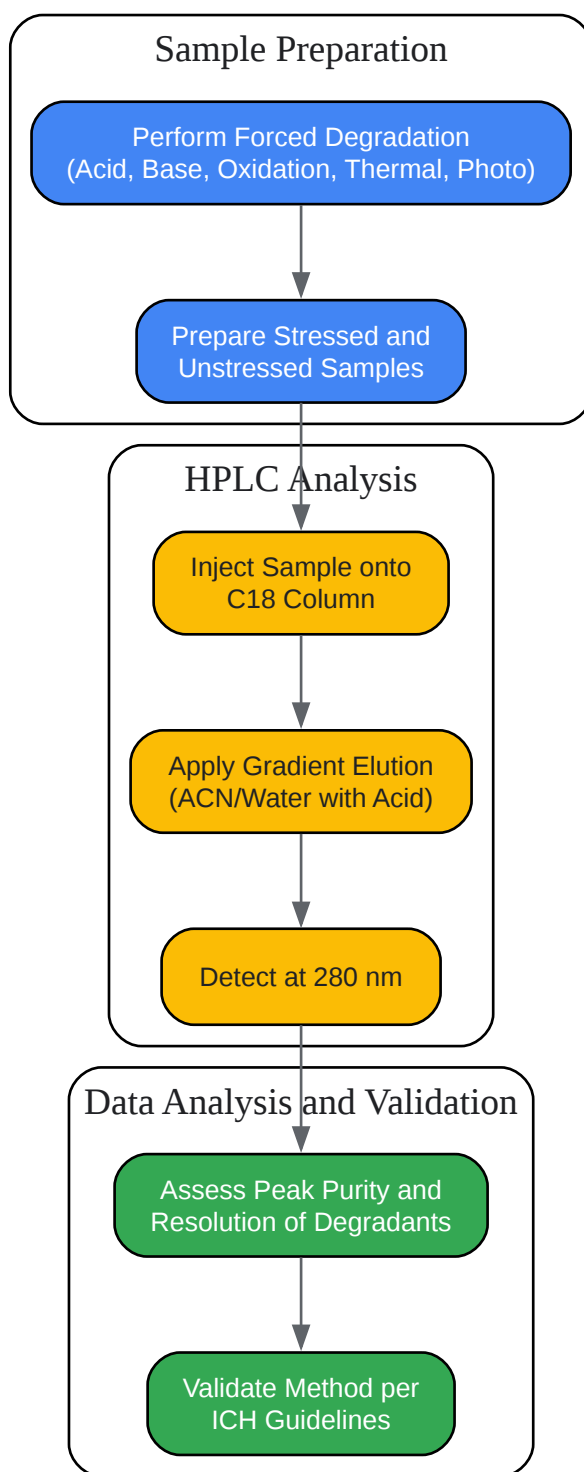 Sample Preparation
Perform Forced Degradation
(Acid, Base, Oxidation, Thermal, Photo)
Prepare Stressed and
Unstressed Samples
HPLC Analysis
Inject Sample onto
C18 Column
Apply Gradient Elution
(ACN/Water with Acid)
Detect at 280 nm
Data Analysis and Validation
Assess Peak Purity and
Resolution of Degradants
Validate Method per
ICH Guidelines